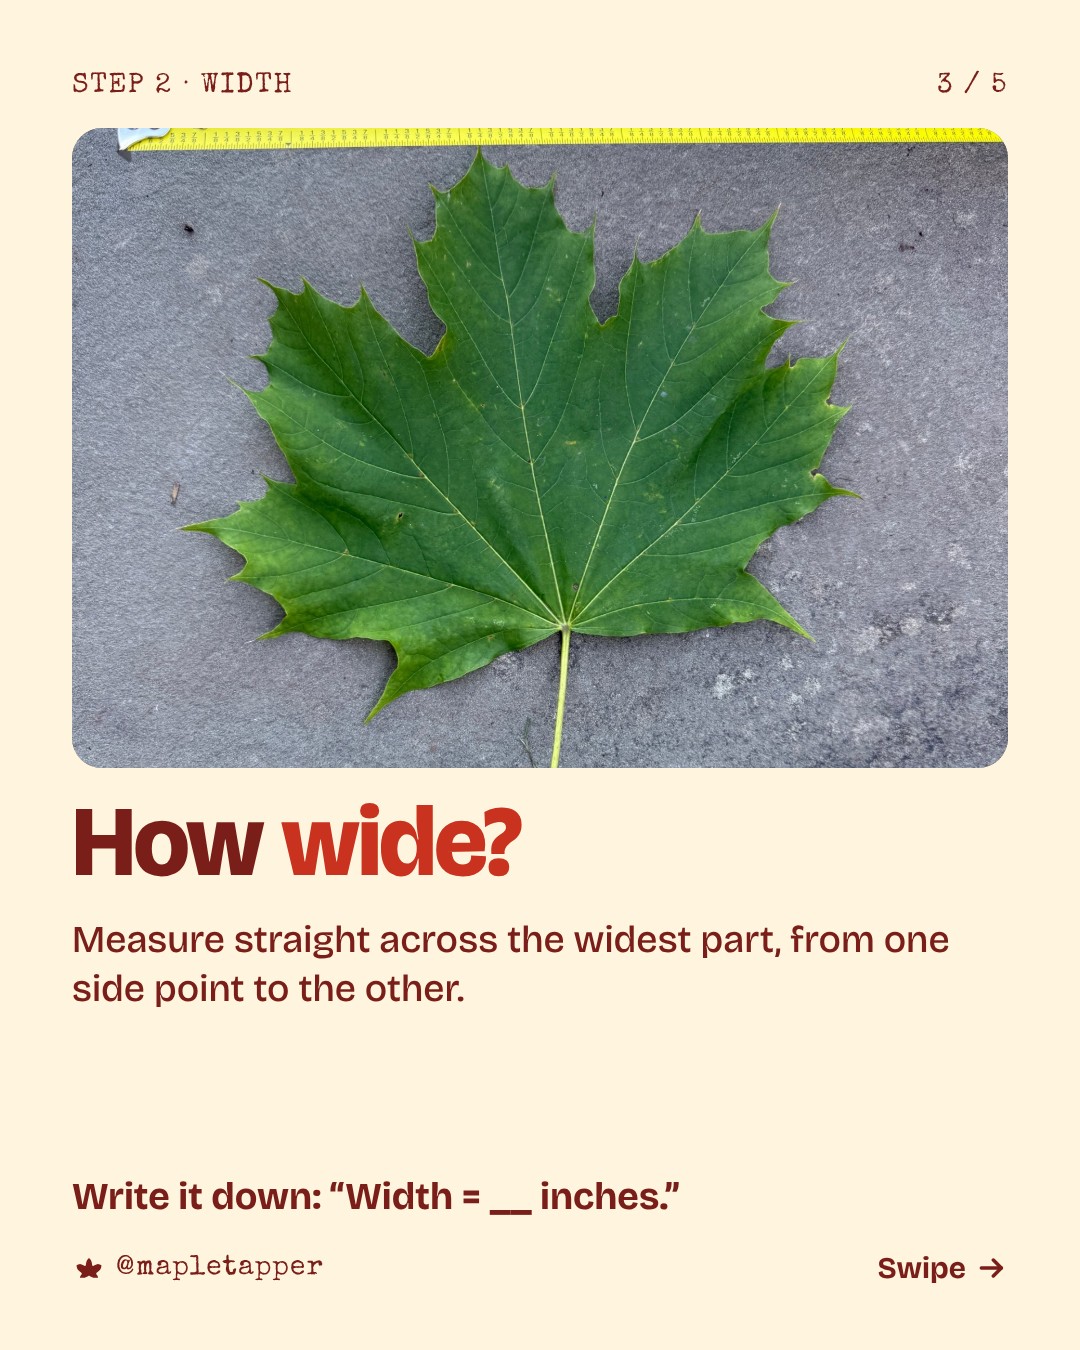 STEP 2 · WIDTH
3 / 5
How wide?
Measure straight across the widest part, from one
side point to the other.
Write it down: “Width = __ inches.”
@mapletapper
Swipe →